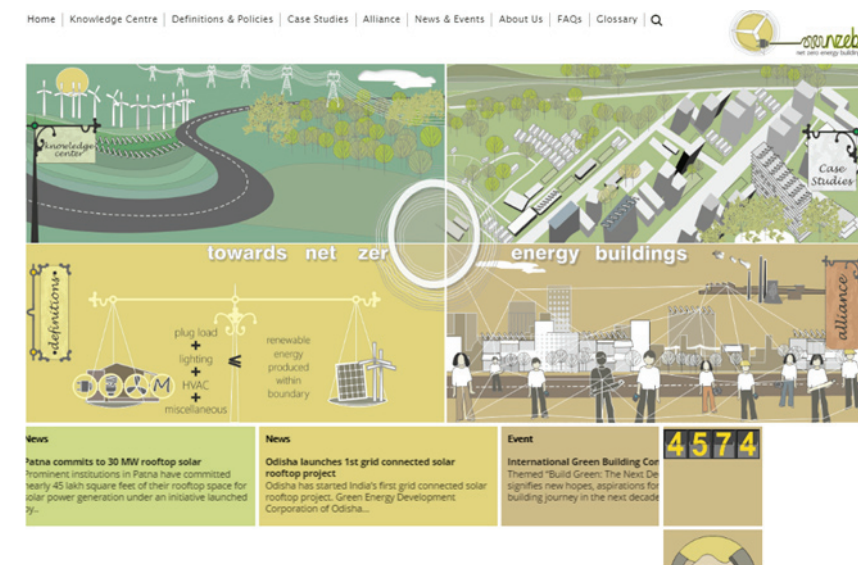 Home | Knowledge Centre | Definitions & Policies | Case Studies | Alliance | News & Events | About Us | FAQs | Glossary
nzeb
net zero energy building
knowledge
center
Case
Studies
towards net zer energy buildings
•definitions•
plug load
+
lighting
+
HVAC
+
miscellaneous
M
<
renewable
energy
produced
within
boundary
alliance
News
Patna commits to 30 MW rooftop solar
Prominent institutions in Patna have committed
nearly 45 lakh square feet of their rooftop space for
solar power generation under an initiative launched
by..
News
Odisha launches 1st grid connected solar
rooftop project
Odisha has started India's first grid connected solar
rooftop project. Green Energy Development
Corporation of Odisha...
Event
International Green Building Con
Themed "Build Green: The Next De
signifies new hopes, aspirations for
building journey in the next decade
4574